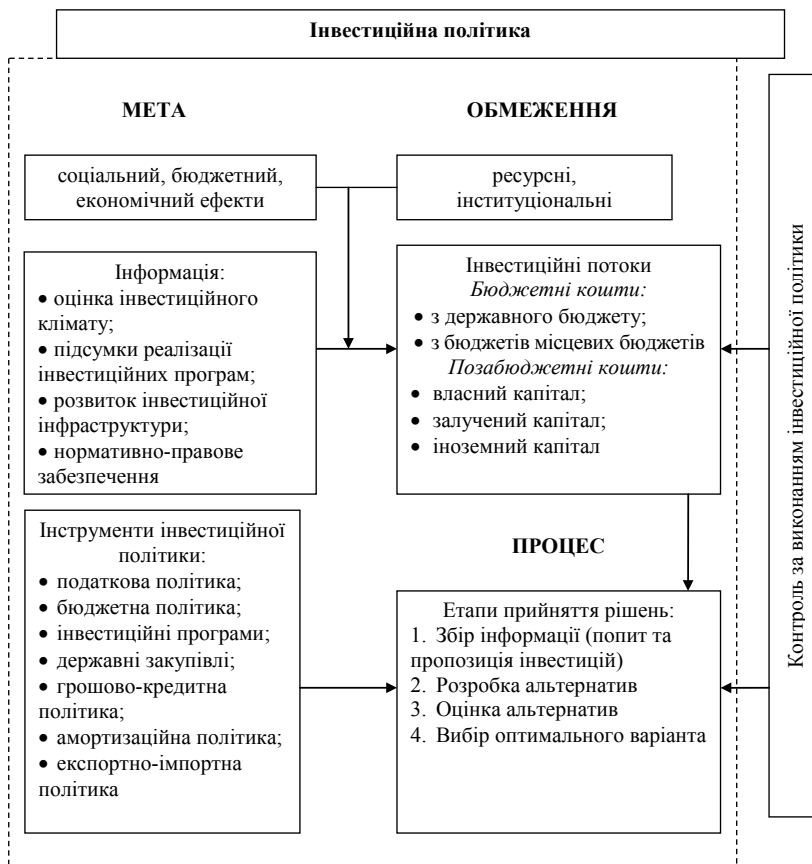 Інвестиційна політика
МЕТА
ОБМЕЖЕННЯ
соціальний, бюджетний,
економічний ефекти
ресурсні,
інституціональні
Інформація:
• оцінка інвестиційного
клімату;
• підсумки реалізації
інвестиційних програм;
• розвиток інвестиційної
інфраструктури;
• нормативно-правове
забезпечення
Інвестиційні потоки
Бюджетні кошти:
• з державного бюджету;
• з бюджетів місцевих бюджетів
Позабюджетні кошти:
• власний капітал;
• залучений капітал;
• іноземний капітал
Інструменти інвестиційної
політики:
• податкова політика;
• бюджетна політика;
• інвестиційні програми;
• державні закупівлі;
• грошово-кредитна
політика;
• амортизаційна політика;
• експортно-імпортна
політика
ПРОЦЕС
Етапи прийняття рішень:
1. Збір інформації (попит та
пропозиція інвестицій)
2. Розробка альтернатив
3. Оцінка альтернатив
4. Вибір оптимального варіанта
Контроль за виконанням інвестиційної політики